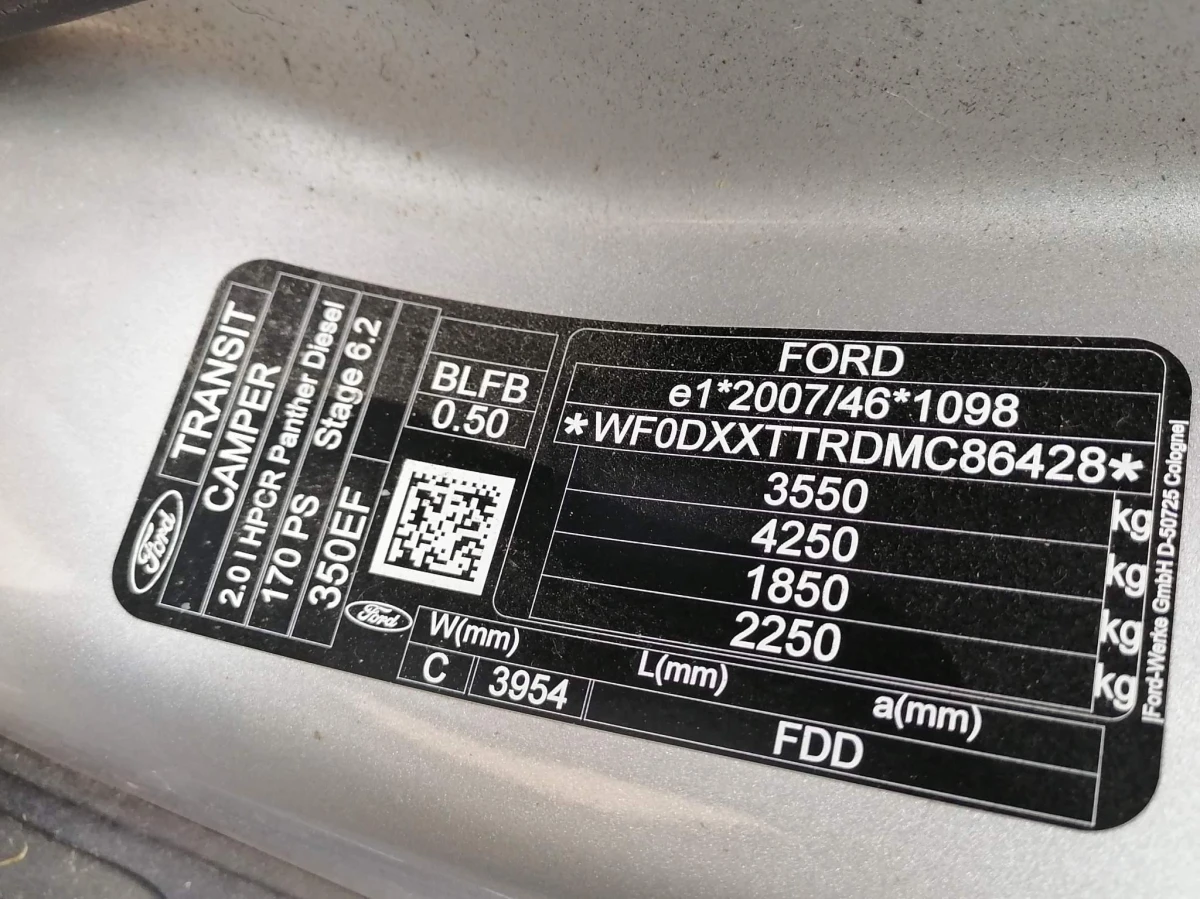 Ford
TRANSIT
CAMPER
2.0 l HPCR Panther Diesel
170 PS
Stage 6.2
350EF
BLFB
0.50
Ford
FORD
e1*2007/46*1098
*WF0DXXTTRDMC86428*
3550 kg
4250 kg
1850 kg
2250 kg
W(mm)
L(mm)
a(mm)
C
3954
FDD
Ford-Werke GmbH D-50725 Cologne